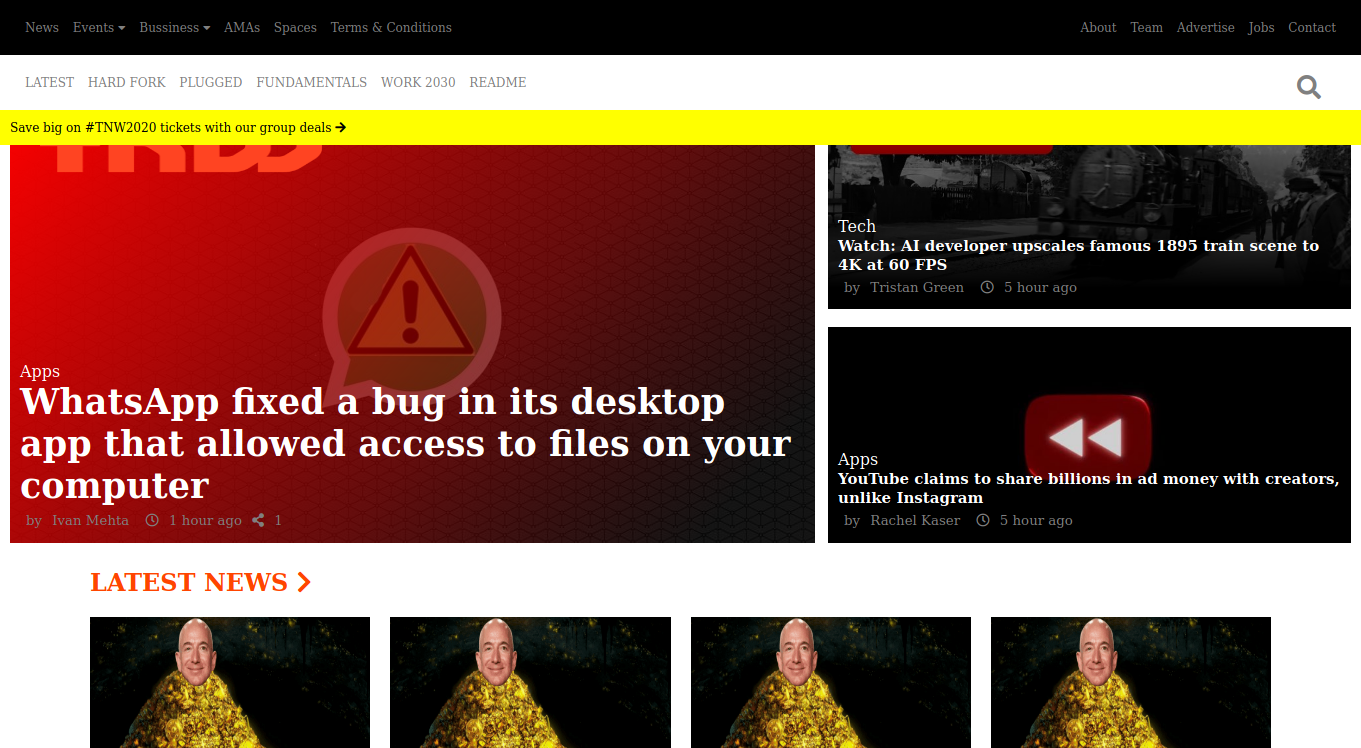 News Events Bussiness AMAs Spaces Terms & Conditions About Team Advertise Jobs Contact
LATEST HARD FORK PLUGGED FUNDAMENTALS WORK 2030 README
Save big on #TNW2020 tickets with our group deals
Apps
WhatsApp fixed a bug in its desktop
app that allowed access to files on your
computer
by Ivan Mehta 1 hour ago 1
Tech
Watch: AI developer upscales famous 1895 train scene to
4K at 60 FPS
by Tristan Green 5 hour ago
Apps
YouTube claims to share billions in ad money with creators,
unlike Instagram
by Rachel Kaser 5 hour ago
LATEST NEWS